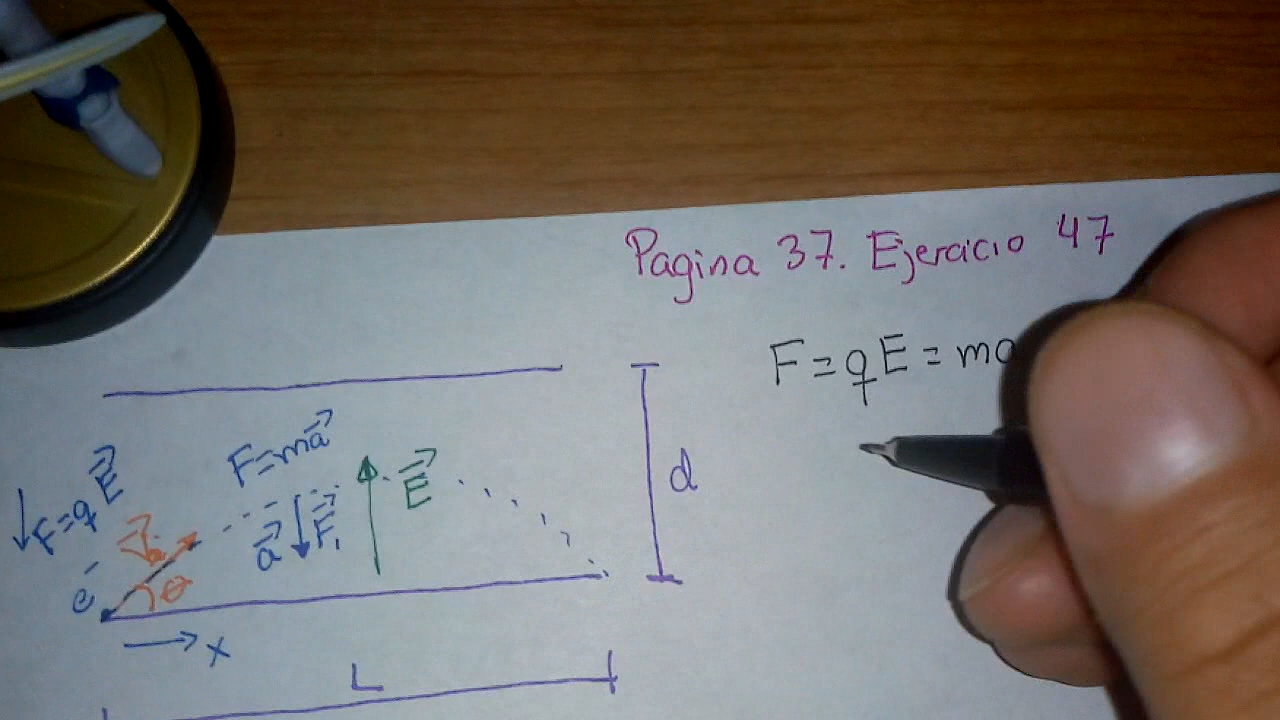 Pagina 37. Ejercicio 47
F = qE = ma
d
F=ma
E
F=qE
a F₁
e⁻
θ
x
L